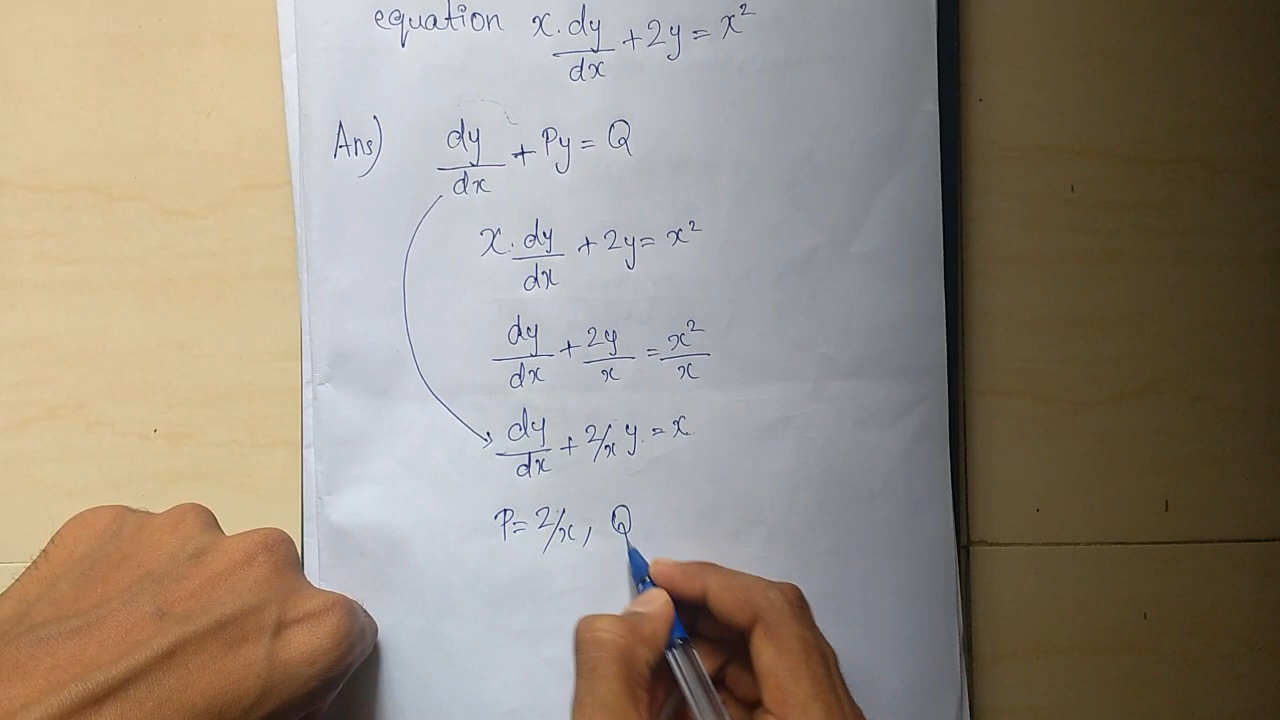 equation x.dy/dx + 2y = x²
Ans) dy/dx + Py = Q
x.dy/dx + 2y = x²
dy/dx + 2y/x = x²/x
dy/dx + 2/x y. = x
P = 2/x, Q